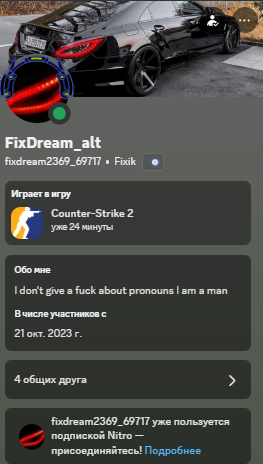 FixDream_alt
fixdream2369_69717 • Fixik
Играет в игру
Counter-Strike 2
уже 24 минуты
Обо мне
I don't give a fuck about pronouns I am a man
В числе участников с
21 окт. 2023 г.
4 общих друга
fixdream2369_69717 уже пользуется
подпиской Nitro —
присоединяйтесь! Подробнее